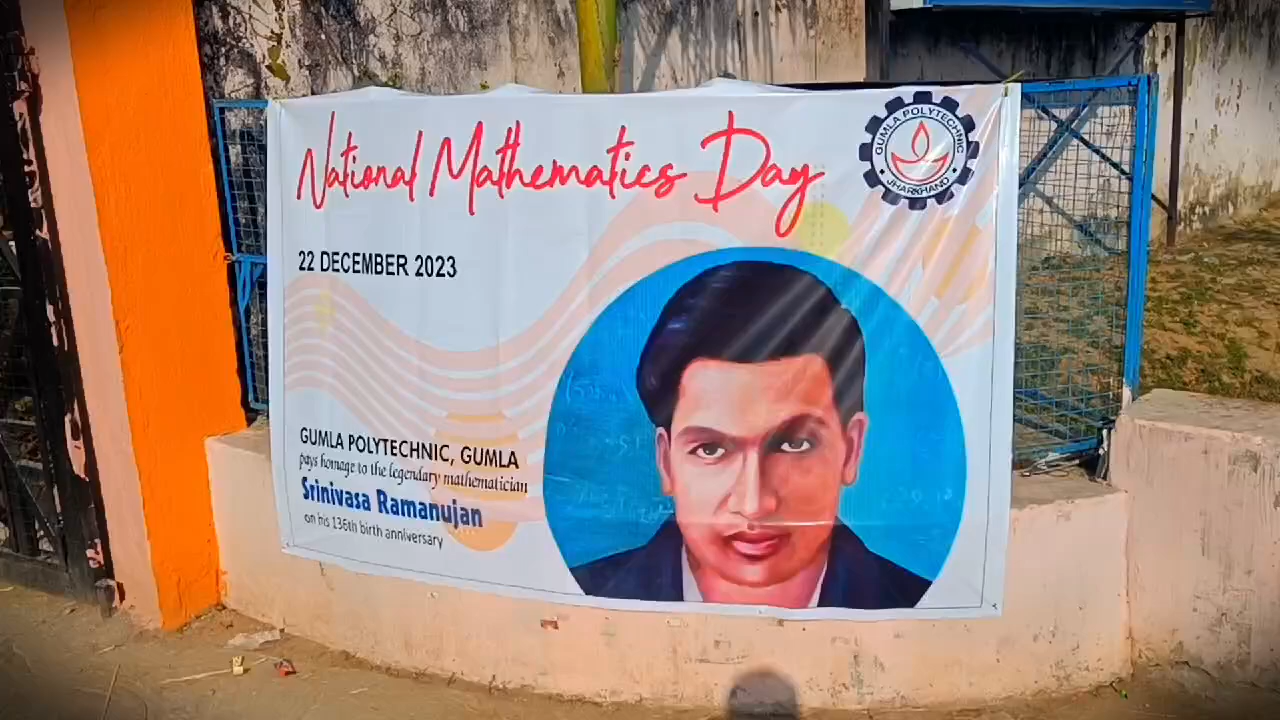 National Mathematics Day
GUMLA POLYTECHNIC
JHARKHAND
22 DECEMBER 2023
GUMLA POLYTECHNIC, GUMLA
pays homage to the legendary mathematician
Srinivasa Ramanujan
on his 136th birth anniversary